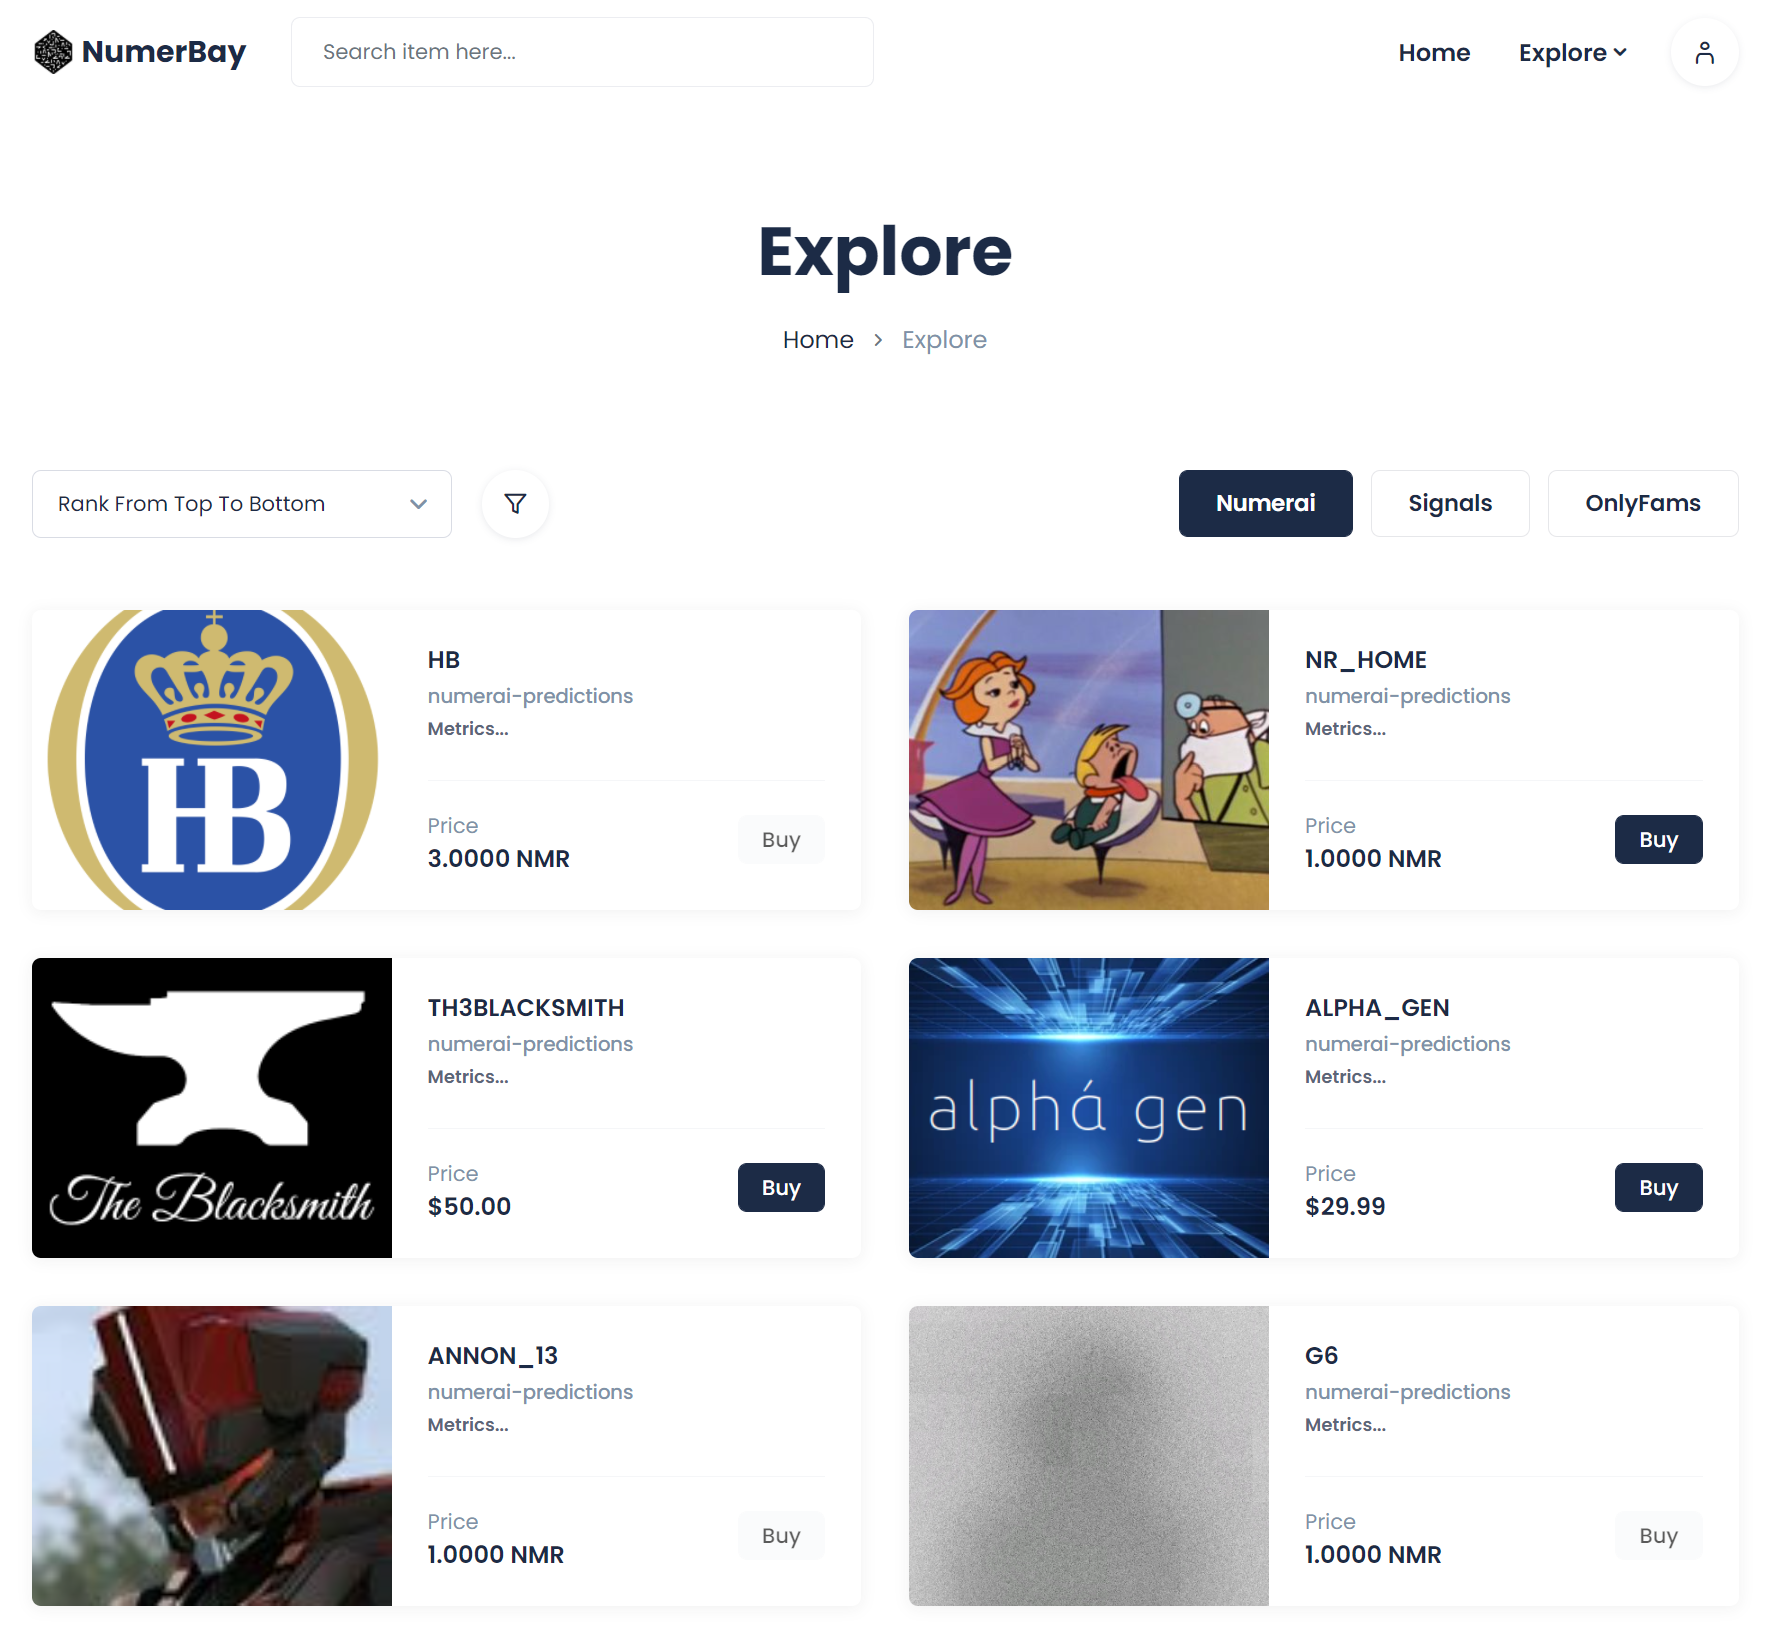 NumerBay
Search item here...
Home
Explore
Explore
Home > Explore
Rank From Top To Bottom
Numerai
Signals
OnlyFams
HB
HB
numerai-predictions
Metrics...
Price
3.0000 NMR
Buy
NR_HOME
numerai-predictions
Metrics...
Price
1.0000 NMR
Buy
The Blacksmith
TH3BLACKSMITH
numerai-predictions
Metrics...
Price
$50.00
Buy
alphá gen
ALPHA_GEN
numerai-predictions
Metrics...
Price
$29.99
Buy
ANNON_13
numerai-predictions
Metrics...
Price
1.0000 NMR
Buy
G6
numerai-predictions
Metrics...
Price
1.0000 NMR
Buy